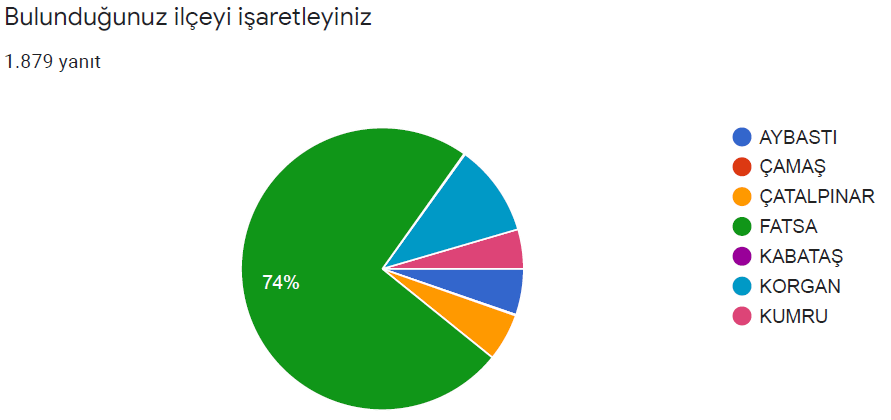 Bulunduğunuz ilçeyi işaretleyiniz
1.879 yanıt
74%
AYBASTI
ÇAMAŞ
ÇATALPINAR
FATSA
KABATAŞ
KORGAN
KUMRU